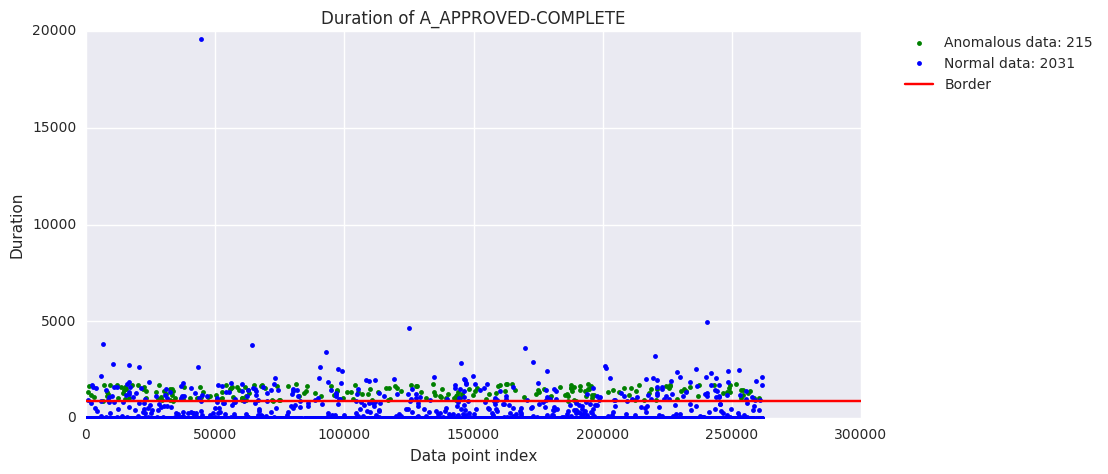 Duration of A_APPROVED-COMPLETE
20000
15000
10000
5000
0
Duration
0 50000 100000 150000 200000 250000 300000
Data point index
Anomalous data: 215
Normal data: 2031
Border